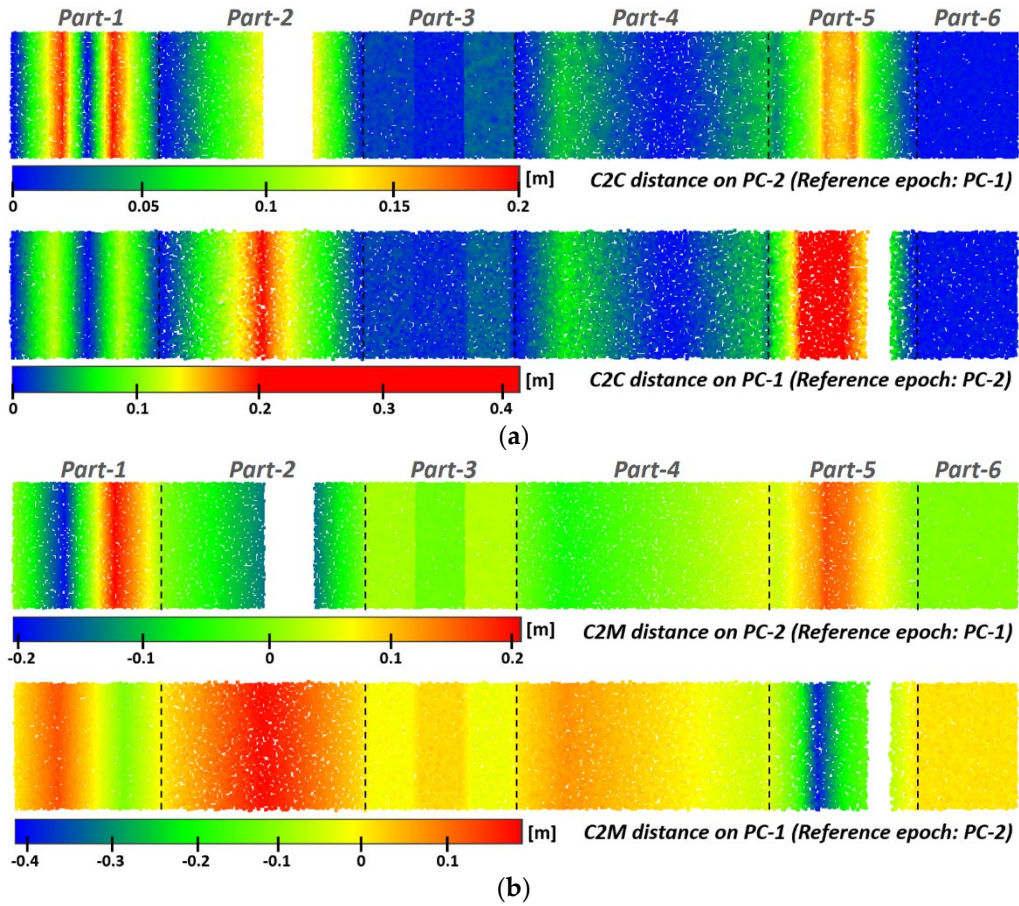 Part-1 Part-2 Part-3 Part-4 Part-5 Part-6
[m]
0 0.05 0.1 0.15 0.2
C2C distance on PC-2 (Reference epoch: PC-1)
[m]
0 0.1 0.2 0.3 0.4
C2C distance on PC-1 (Reference epoch: PC-2)
(a)
Part-1 Part-2 Part-3 Part-4 Part-5 Part-6
[m]
-0.2 -0.1 0 0.1 0.2
C2M distance on PC-2 (Reference epoch: PC-1)
[m]
-0.4 -0.3 -0.2 -0.1 0 0.1
C2M distance on PC-1 (Reference epoch: PC-2)
(b)